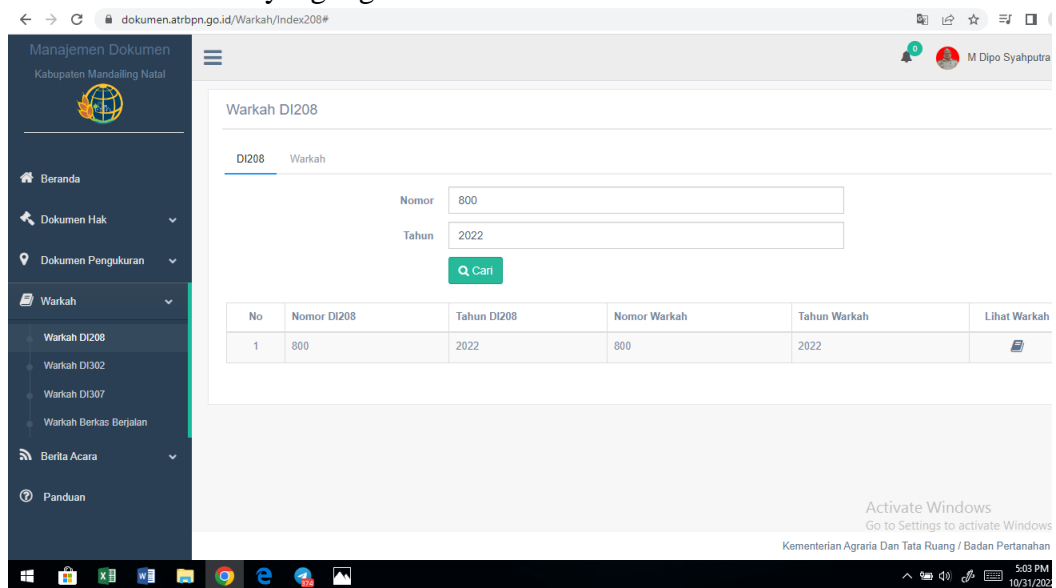 dokumen.atrbpn.go.id/Warkah/Index208#
Manajemen Dokumen
Kabupaten Mandailing Natal
0
M Dipo Syahputra
Warkah DI208
DI208 Warkah
Beranda
Dokumen Hak
Dokumen Pengukuran
Warkah
Warkah DI208
Warkah DI302
Warkah DI307
Warkah Berkas Berjalan
Berita Acara
Panduan
Nomor 800
Tahun 2022
Cari
No Nomor DI208 Tahun DI208 Nomor Warkah Tahun Warkah Lihat Warkah
1 800 2022 800 2022
Activate Windows
Go to Settings to activate Windows
Kementerian Agraria Dan Tata Ruang / Badan Pertanahan
5:03 PM